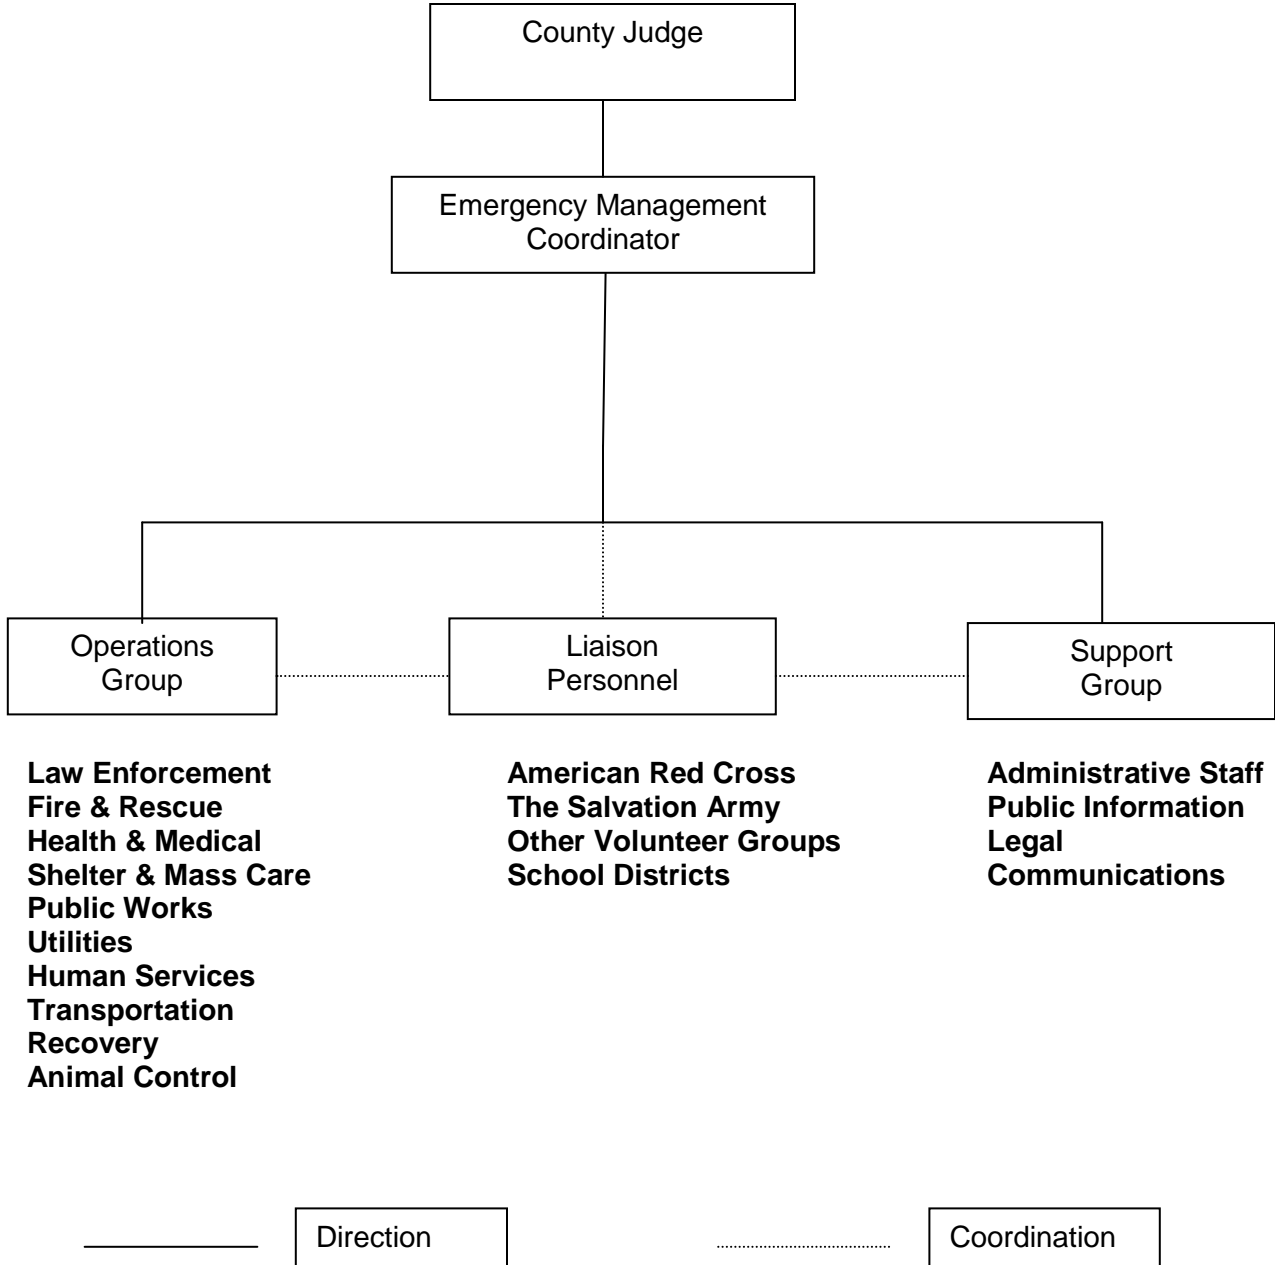 County Judge
Emergency Management
Coordinator
Operations
Group
Liaison
Personnel
Support
Group
Law Enforcement
Fire & Rescue
Health & Medical
Shelter & Mass Care
Public Works
Utilities
Human Services
Transportation
Recovery
Animal Control
American Red Cross
The Salvation Army
Other Volunteer Groups
School Districts
Administrative Staff
Public Information
Legal
Communications
Direction
Coordination